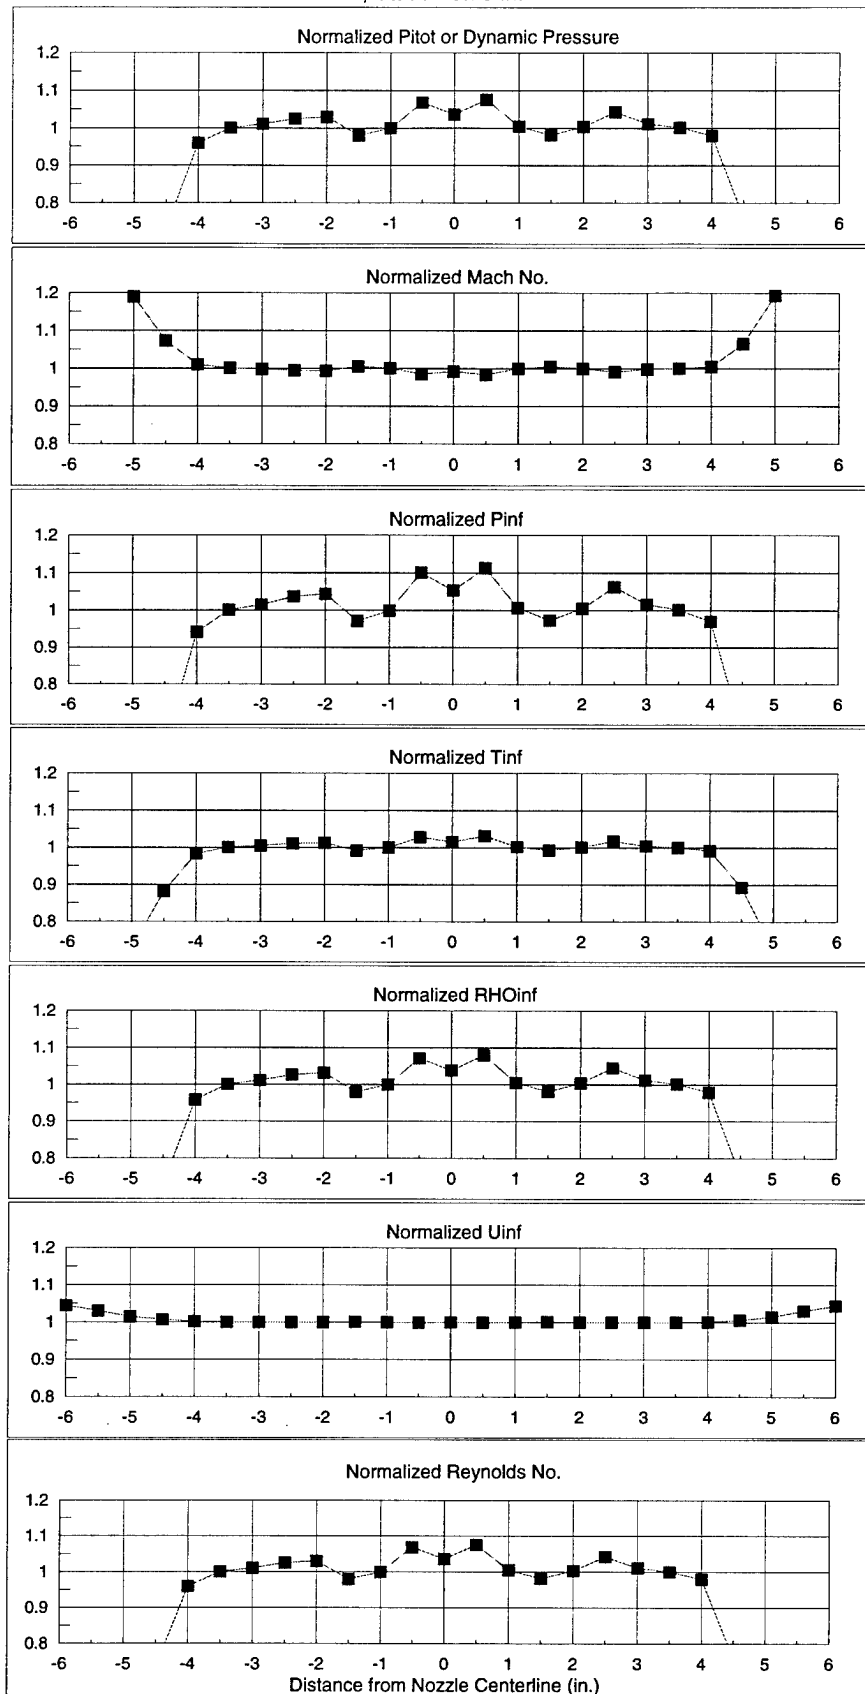 Normalized Pitot or Dynamic Pressure
1.2
1.1
1
0.9
0.8
-6 -5 -4 -3 -2 -1 0 1 2 3 4 5 6
Normalized Mach No.
1.2
1.1
1
0.9
0.8
-6 -5 -4 -3 -2 -1 0 1 2 3 4 5 6
Normalized Pinf
1.2
1.1
1
0.9
0.8
-6 -5 -4 -3 -2 -1 0 1 2 3 4 5 6
Normalized Tinf
1.2
1.1
1
0.9
0.8
-6 -5 -4 -3 -2 -1 0 1 2 3 4 5 6
Normalized RHOinf
1.2
1.1
1
0.9
0.8
-6 -5 -4 -3 -2 -1 0 1 2 3 4 5 6
Normalized Uinf
1.2
1.1
1
0.9
0.8
-6 -5 -4 -3 -2 -1 0 1 2 3 4 5 6
Normalized Reynolds No.
1.2
1.1
1
0.9
0.8
-6 -5 -4 -3 -2 -1 0 1 2 3 4 5 6
Distance from Nozzle Centerline (in.)